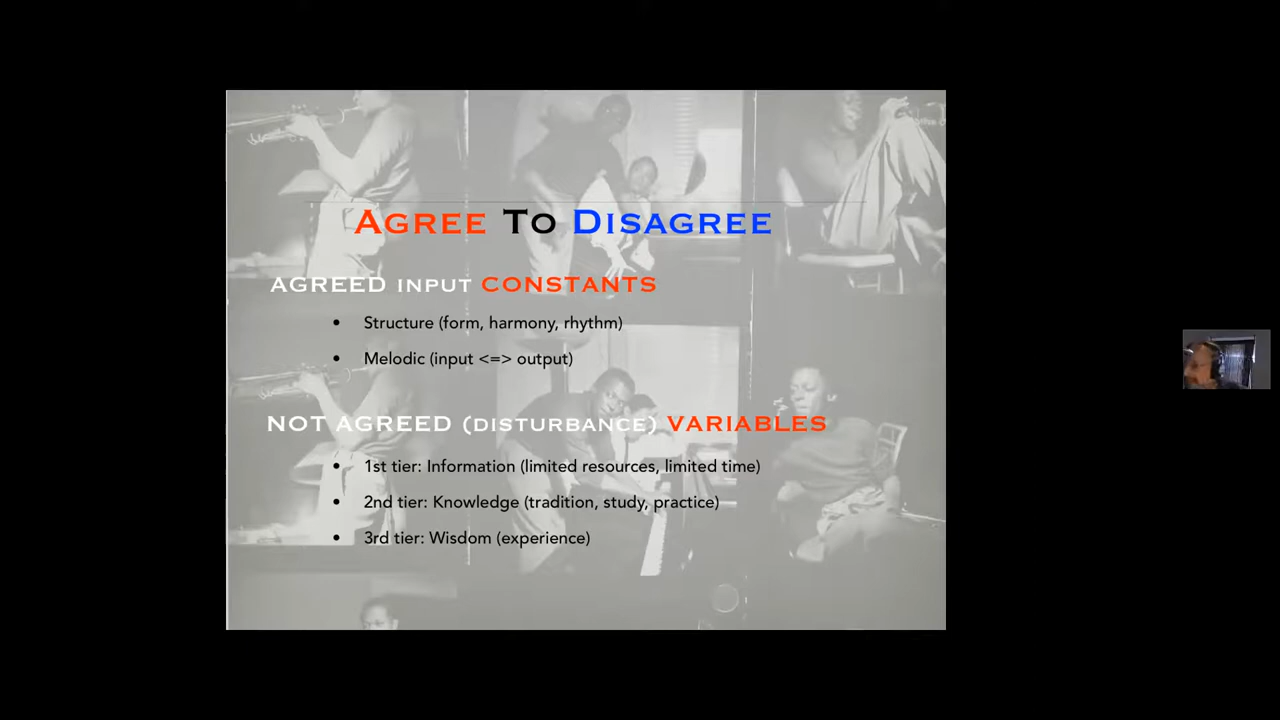 AGREE TO DISAGREE
AGREED INPUT CONSTANTS
• Structure (form, harmony, rhythm)
• Melodic (input <=> output)
NOT AGREED (DISTURBANCE) VARIABLES
• 1st tier: Information (limited resources, limited time)
• 2nd tier: Knowledge (tradition, study, practice)
• 3rd tier: Wisdom (experience)